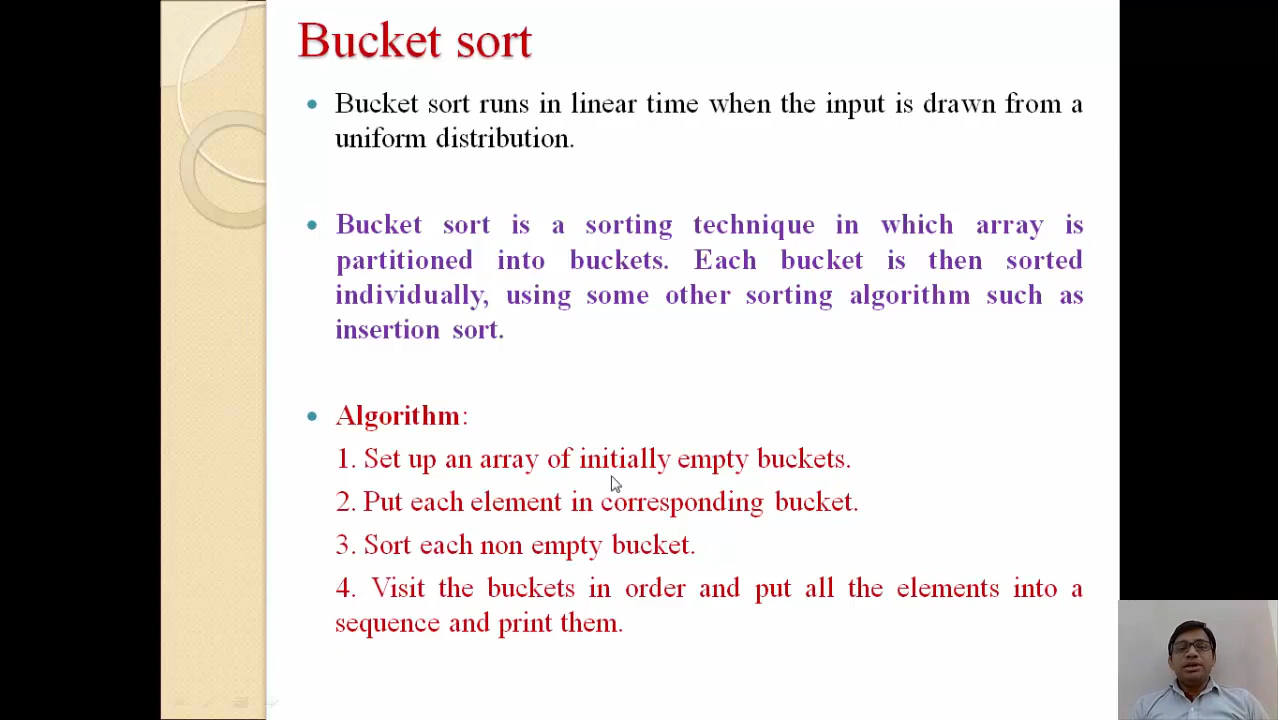 Bucket sort
• Bucket sort runs in linear time when the input is drawn from a
uniform distribution.
• Bucket sort is a sorting technique in which array is
partitioned into buckets. Each bucket is then sorted
individually, using some other sorting algorithm such as
insertion sort.
• Algorithm:
1. Set up an array of initially empty buckets.
2. Put each element in corresponding bucket.
3. Sort each non empty bucket.
4. Visit the buckets in order and put all the elements into a
sequence and print them.